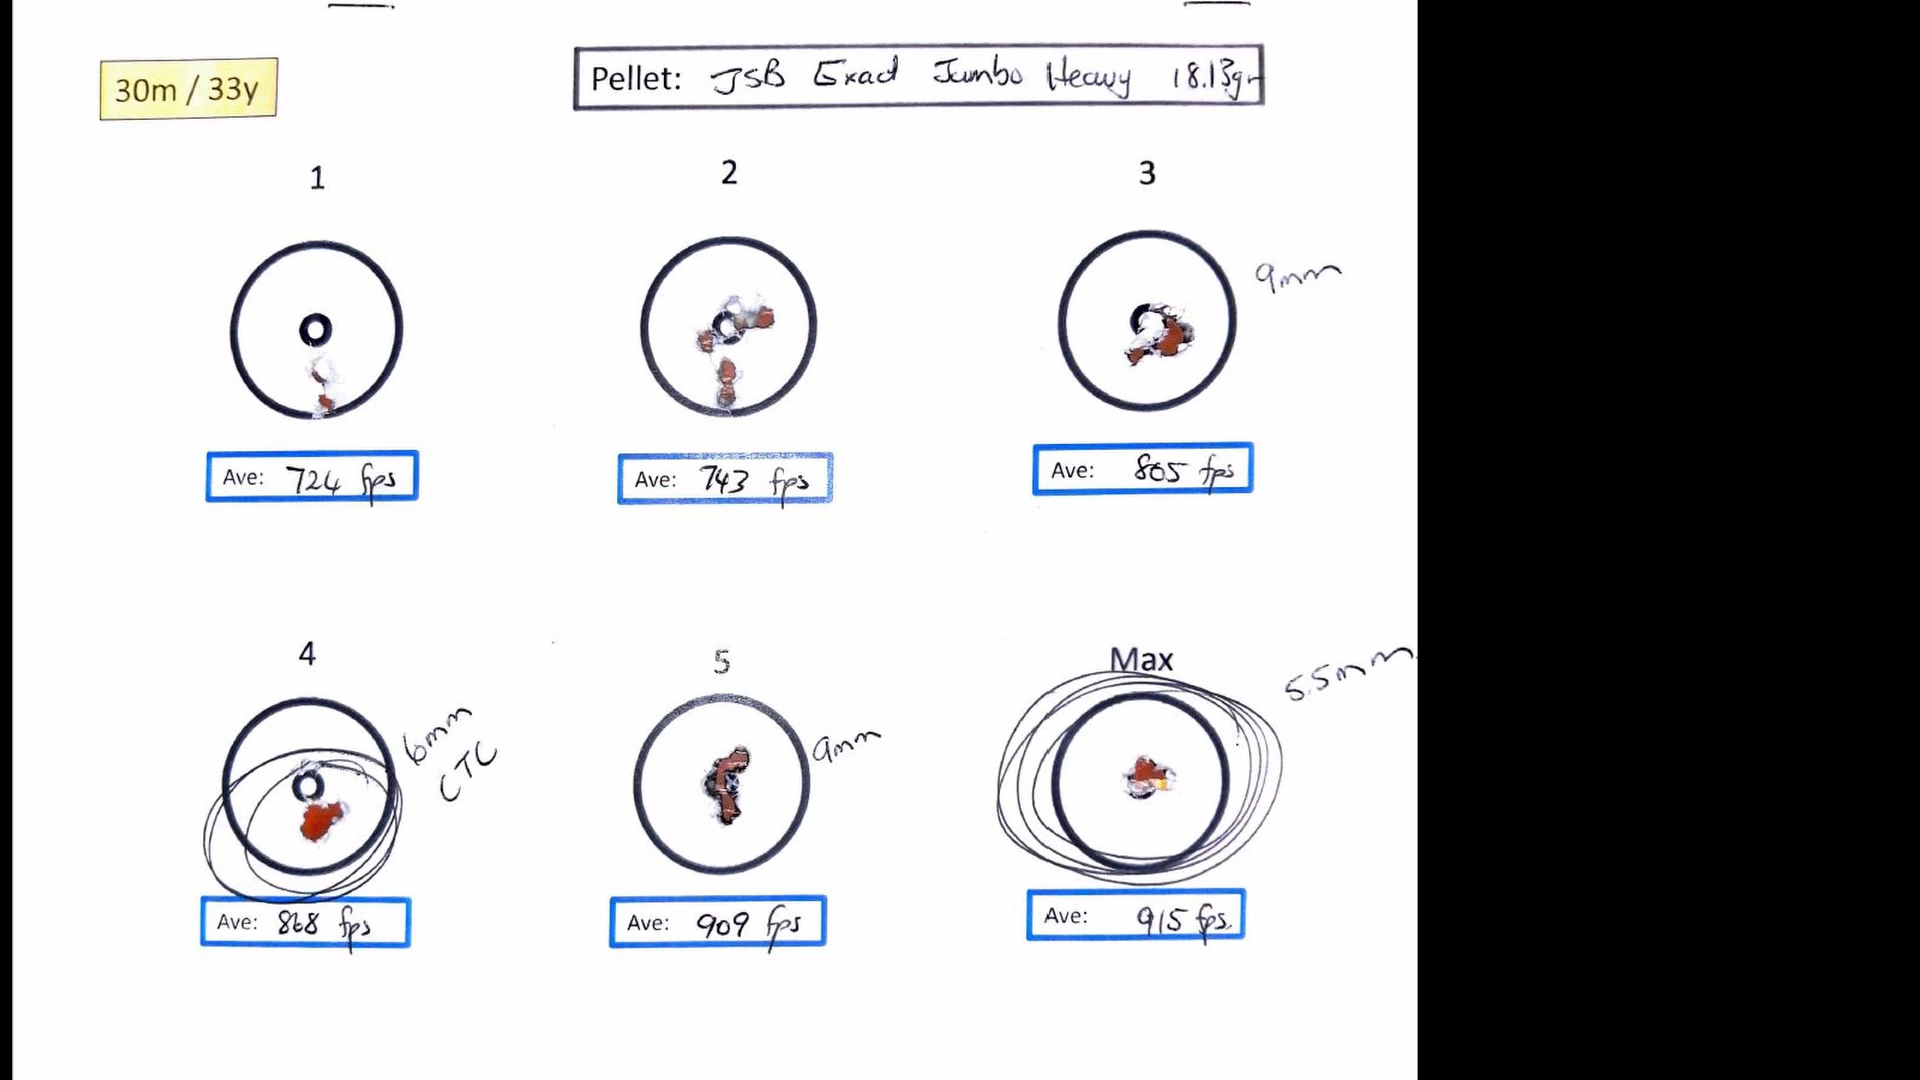 30m / 33y
Pellet: JSB Exact Jumbo Heavy 18.13gr
1
2
3
9mm
Ave: 724 fps
Ave: 743 fps
Ave: 805 fps
4
5
Max
6mm
CTC
9mm
5.5mm
Ave: 868 fps
Ave: 909 fps
Ave: 915 fps.